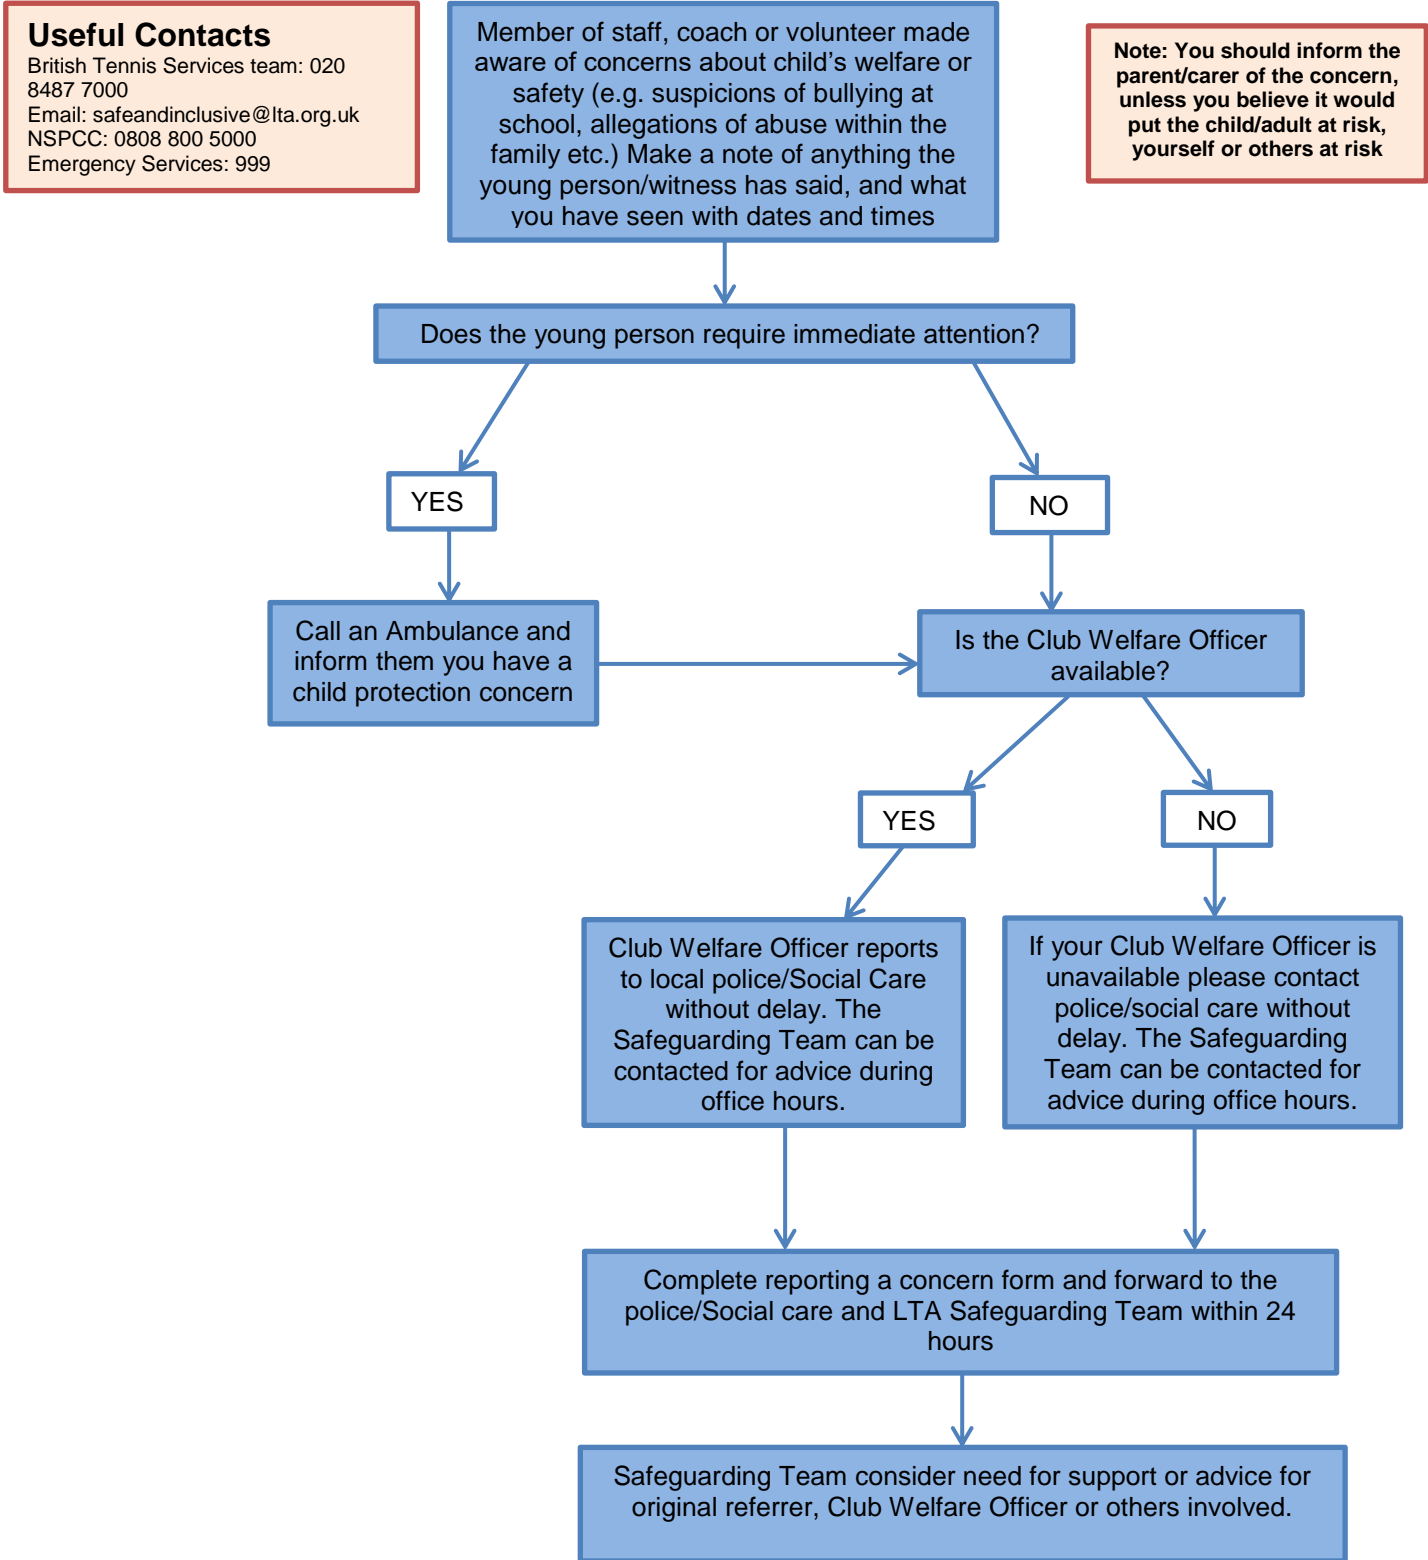 Useful Contacts
British Tennis Services team: 020
8487 7000
Email: safeandinclusive@lta.org.uk
NSPCC: 0808 800 5000
Emergency Services: 999
Member of staff, coach or volunteer made
aware of concerns about child's welfare or
safety (e.g. suspicions of bullying at
school, allegations of abuse within the
family etc.) Make a note of anything the
young person/witness has said, and what
you have seen with dates and times
Note: You should inform the
parent/carer of the concern,
unless you believe it would
put the child/adult at risk,
yourself or others at risk
Does the young person require immediate attention?
YES
NO
Call an Ambulance and
inform them you have a
child protection concern
Is the Club Welfare Officer
available?
YES
NO
Club Welfare Officer reports
to local police/Social Care
without delay. The
Safeguarding Team can be
contacted for advice during
office hours.
If your Club Welfare Officer is
unavailable please contact
police/social care without
delay. The Safeguarding
Team can be contacted for
advice during office hours.
Complete reporting a concern form and forward to the
police/Social care and LTA Safeguarding Team within 24
hours
Safeguarding Team consider need for support or advice for
original referrer, Club Welfare Officer or others involved.